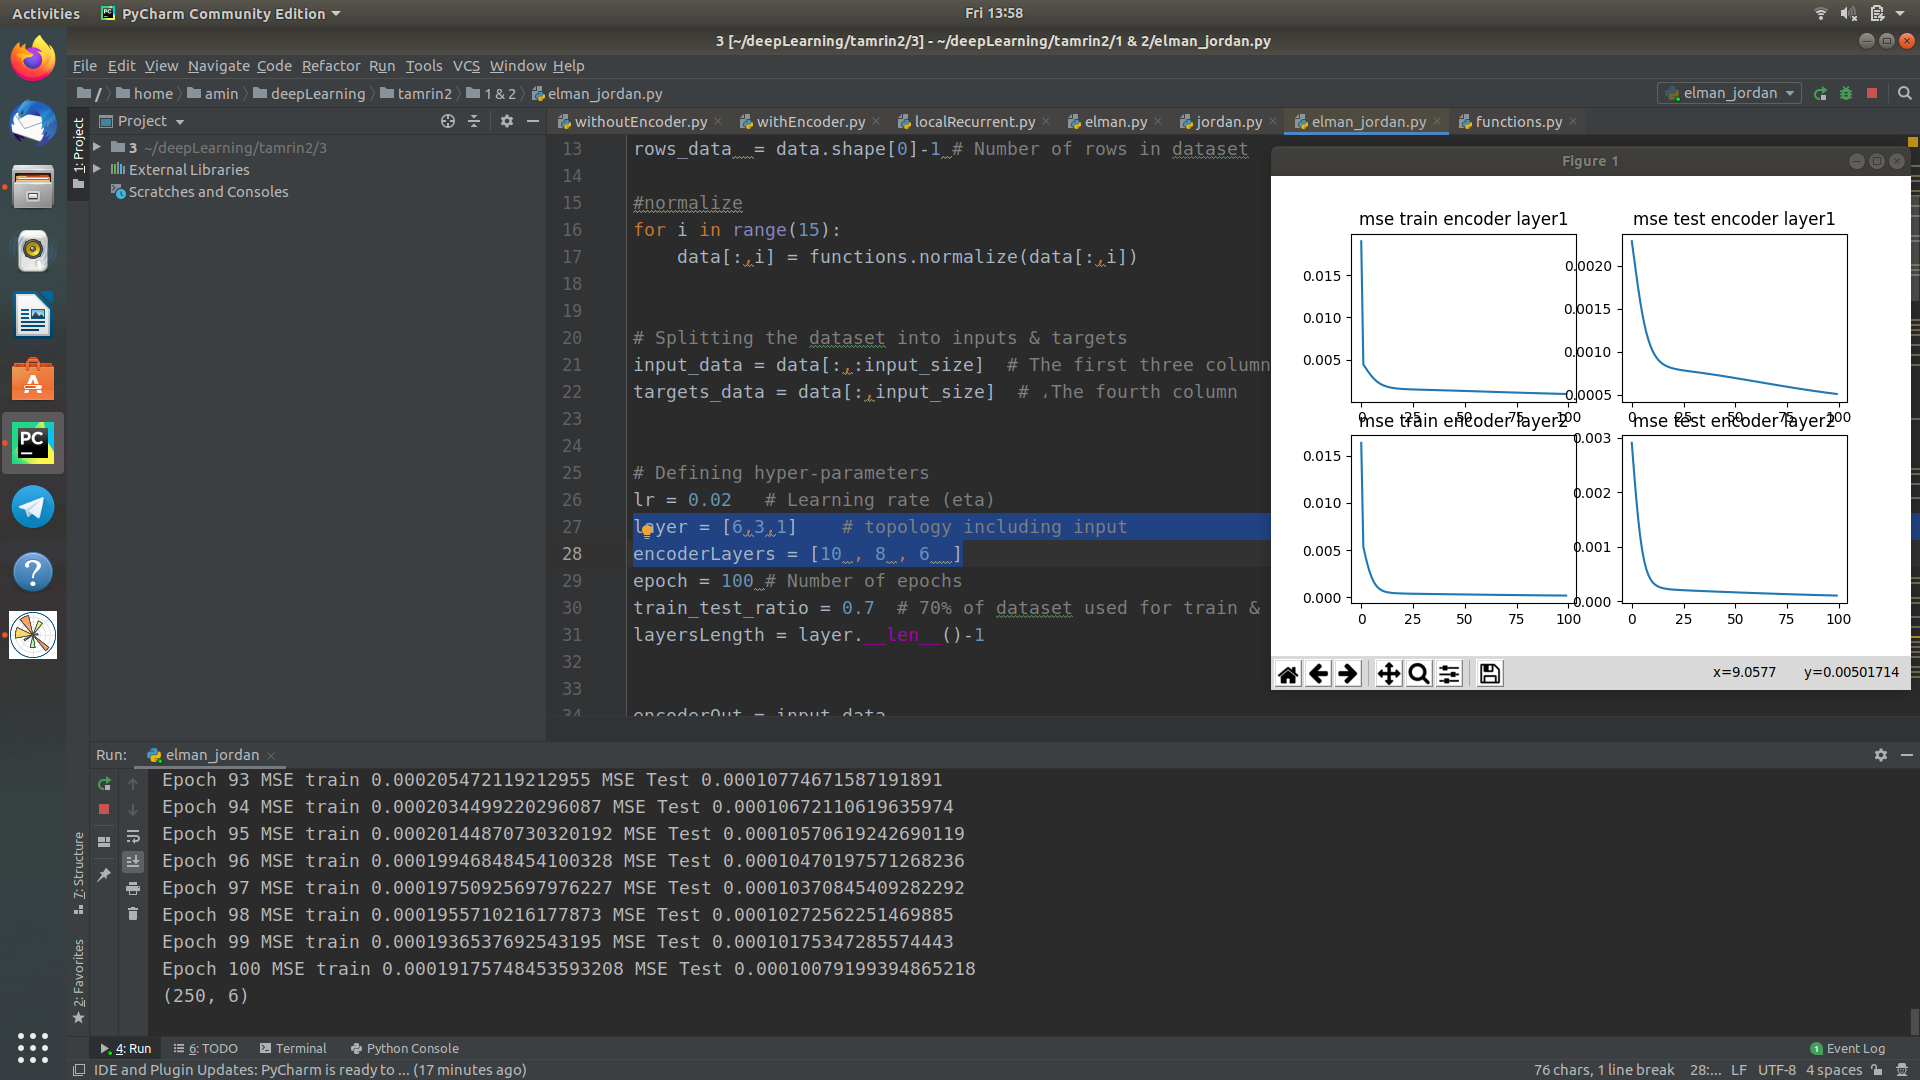 Activities
PyCharm Community Edition
Fri 13:58
3 [~/deepLearning/tamrin2/3] - ~/deepLearning/tamrin2/1 & 2/elman_jordan.py
File Edit View Navigate Code Refactor Run Tools VCS Window Help
/ home amin deepLearning tamrin2 1 & 2 elman_jordan.py
elman_jordan
Project
1: Project
3 ~/deepLearning/tamrin2/3
External Libraries
Scratches and Consoles
withoutEncoder.py withEncoder.py localRecurrent.py elman.py jordan.py elman_jordan.py functions.py
13 rows_data  = data.shape[0]-1 # Number of rows in dataset
14
15 #normalize
16 for i in range(15):
17     data[:,i] = functions.normalize(data[:,i])
18
19
20 # Splitting the dataset into inputs & targets
21 input_data = data[:,:input_size]  # The first three column
22 targets_data = data[:,input_size]  # ،The fourth column
23
24
25 # Defining hyper-parameters
26 lr = 0.02   # Learning rate (eta)
27 layer = [6,3,1]    # topology including input
28 encoderLayers = [10 , 8 , 6  ]
29 epoch = 100 # Number of epochs
30 train_test_ratio = 0.7  # 70% of dataset used for train &
31 layersLength = layer.__len__()-1
32
33
34 encoderOut = input_data
Figure 1
mse train encoder layer1
0.015
0.010
0.005
0 25 50 75 100
mse test encoder layer1
0.0020
0.0015
0.0010
0.0005
0 25 50 75 100
mse train encoder layer2
0.015
0.010
0.005
0.000
0 25 50 75 100
mse test encoder layer2
0.003
0.002
0.001
0.000
0 25 50 75 100
x=9.0577 y=0.00501714
Run: elman_jordan
Epoch 93 MSE train 0.000205472119212955 MSE Test 0.00010774671587191891
Epoch 94 MSE train 0.0002034499220296087 MSE Test 0.00010672110619635974
Epoch 95 MSE train 0.00020144870730320192 MSE Test 0.00010570619242690119
Epoch 96 MSE train 0.00019946848454100328 MSE Test 0.00010470197571268236
Epoch 97 MSE train 0.00019750925697976227 MSE Test 0.00010370845409282292
Epoch 98 MSE train 0.0001955710216177873 MSE Test 0.00010272562251469885
Epoch 99 MSE train 0.00019365376925431­95 MSE Test 0.00010175347285574443
Epoch 100 MSE train 0.00019175748453593208 MSE Test 0.00010079199394865218
(250, 6)
7: Structure
2: Favorites
4: Run 6: TODO Terminal Python Console
1 Event Log
IDE and Plugin Updates: PyCharm is ready to ... (17 minutes ago)
76 chars, 1 line break 28:... LF UTF-8 4 spaces